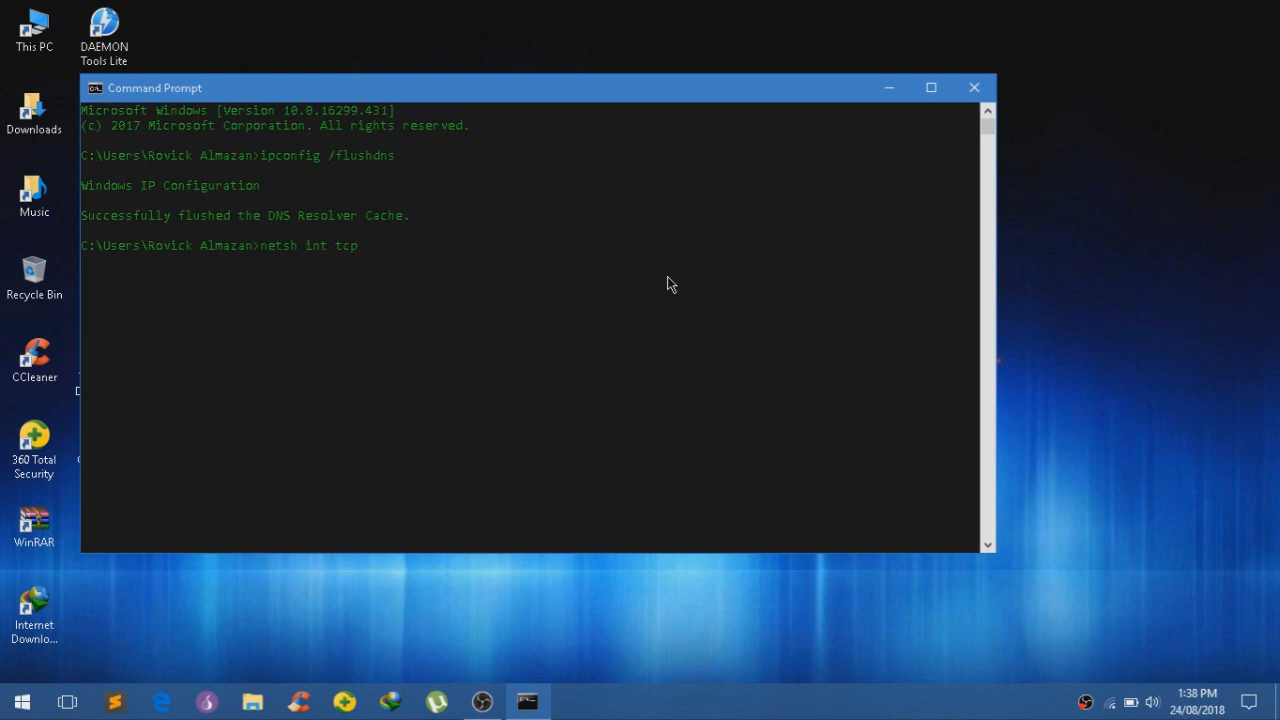 This PC
DAEMON
Tools Lite
Downloads
Music
Recycle Bin
CCleaner
360 Total
Security
WinRAR
Internet
Downlo...
Command Prompt
Microsoft Windows [Version 10.0.16299.431]
(c) 2017 Microsoft Corporation. All rights reserved.
C:\Users\Rovick Almazan>ipconfig /flushdns
Windows IP Configuration
Successfully flushed the DNS Resolver Cache.
C:\Users\Rovick Almazan>netsh int tcp
1:38 PM
24/08/2018